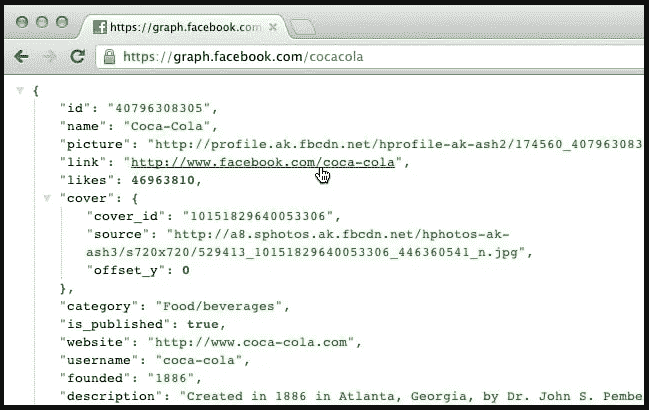 https://graph.facebook.com
https://graph.facebook.com/cocacola
{
"id": "40796308305",
"name": "Coca-Cola",
"picture": "http://profile.ak.fbcdn.net/hprofile-ak-ash2/174560_407963083
"link": "http://www.facebook.com/coca-cola",
"likes": 46963810,
"cover": {
"cover_id": "10151829640053306",
"source": "http://a8.sphotos.ak.fbcdn.net/hphotos-ak-
ash3/s720x720/529413_10151829640053306_446360541_n.jpg",
"offset_y": 0
},
"category": "Food/beverages",
"is_published": true,
"website": "http://www.coca-cola.com",
"username": "coca-cola",
"founded": "1886",
"description": "Created in 1886 in Atlanta, Georgia, by Dr. John S. Pembe